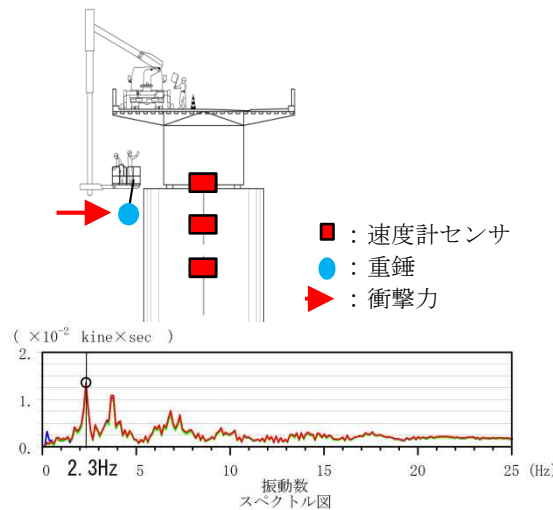 ：速度計センサ
：重錘
：衝撃力
( ×10⁻² kine×sec )
2.
1.
0.
0 2.3Hz 5 10 15 20 25 (Hz)
振動数
スペクトル図